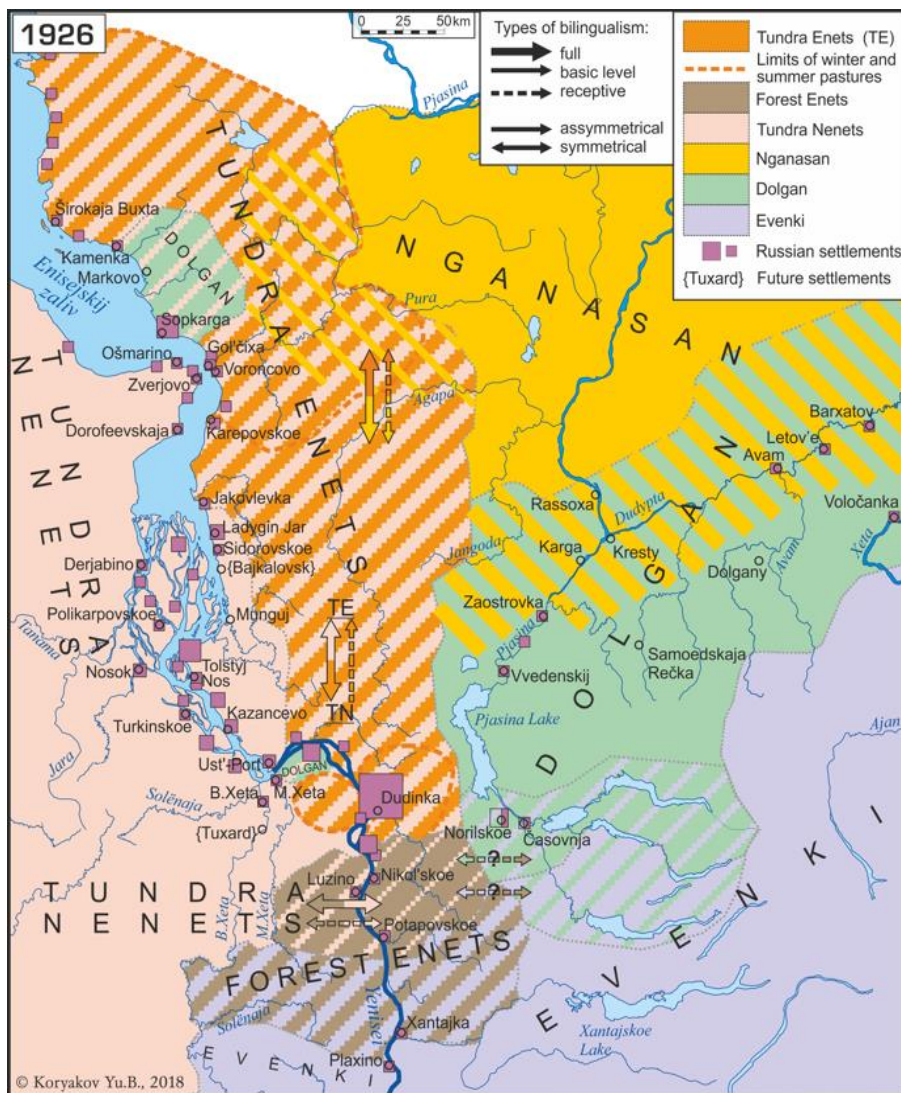 1926
0 25 50km
Types of bilingualism:
full
basic level
receptive
assymmetrical
symmetrical
Tundra Enets (TE)
Limits of winter and
summer pastures
Forest Enets
Tundra Nenets
Nganasan
Dolgan
Evenki
Russian settlements
{Tuxard} Future settlements
Pjasina
TUNDRA ENETS
NGANASAN
Širokaja Buxta
Kamenka
Markovo
DOLGAN
Enisejskij
zaliv
Sopkarga
Pura
Ošmarino
Gol'čixa
Voroncovo
Zverjovo
Agapa
Dorofeevskaja
Karepovskoe
TUNDRA
NENETS
Barxatov
Letov'e
Avam
Voločanka
Rassoxa
Dudypta
Jakovlevka
Ladygin Jar
Sidorovskoe
{Bajkalovsk}
Jangoda
Karga
Kresty
Dolgany
Avam
Xeta
Derjabino
Polikarpovskoe
Munguj
Zaostrovka
DOLGAN
Tanama
TE
TN
Pjasina
Samoedskaja
Rečka
Nosok
Tolstyj
Nos
Vvedenskij
Turkinskoe
Kazancevo
Pjasina Lake
Ajan
Jara
Ust'-Port
DOLGAN
B.Xeta
M.Xeta
Solënaja
Dudinka
{Tuxard}
Norilskoe
Časovnja
?
?
Luzino
Nikol'skoe
TUNDRA
NENETS
B.Xeta
M.Xeta
Potapovskoe
FOREST ENETS
EVENKI
Solënaja
Yenisei
Xantajka
Xantajskoe
Lake
EVENKI
Plaxino
© Koryakov Yu.B., 2018